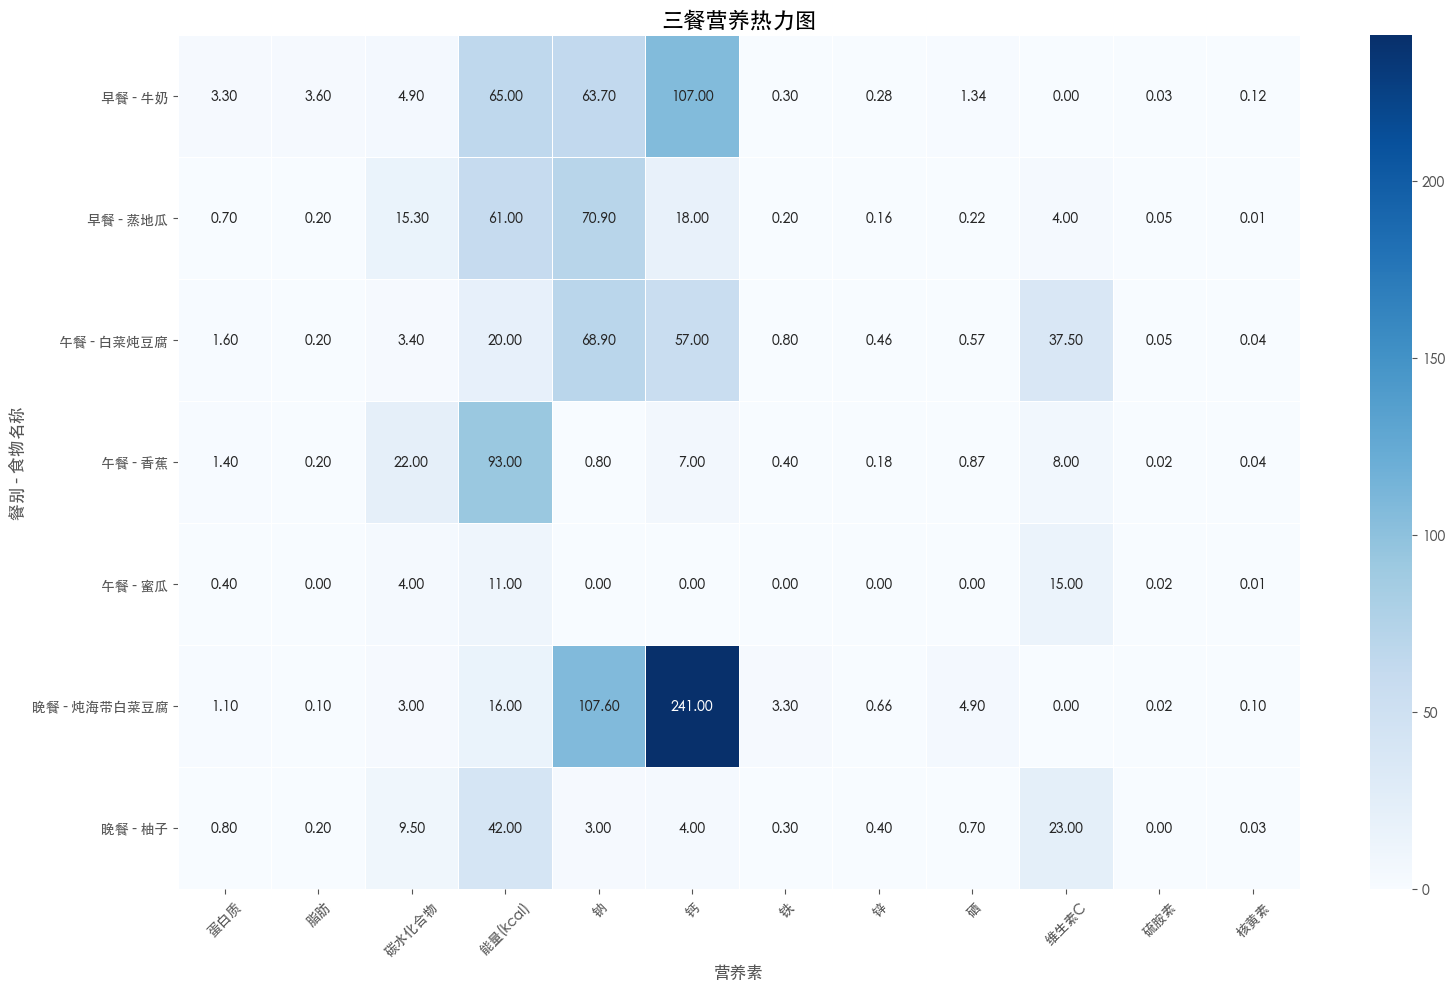 三餐营养热力图
餐别 - 食物名称
早餐 - 牛奶 3.30 3.60 4.90 65.00 63.70 107.00 0.30 0.28 1.34 0.00 0.03 0.12
早餐 - 蒸地瓜 0.70 0.20 15.30 61.00 70.90 18.00 0.20 0.16 0.22 4.00 0.05 0.01
午餐 - 白菜炖豆腐 1.60 0.20 3.40 20.00 68.90 57.00 0.80 0.46 0.57 37.50 0.05 0.04
午餐 - 香蕉 1.40 0.20 22.00 93.00 0.80 7.00 0.40 0.18 0.87 8.00 0.02 0.04
午餐 - 蜜瓜 0.40 0.00 4.00 11.00 0.00 0.00 0.00 0.00 0.00 15.00 0.02 0.01
晚餐 - 炖海带白菜豆腐 1.10 0.10 3.00 16.00 107.60 241.00 3.30 0.66 4.90 0.00 0.02 0.10
晚餐 - 柚子 0.80 0.20 9.50 42.00 3.00 4.00 0.30 0.40 0.70 23.00 0.00 0.03
蛋白质 脂肪 碳水化合物 能量(kcal) 钠 钙 铁 锌 硒 维生素C 硫胺素 核黄素
营养素
200
150
100
50
0